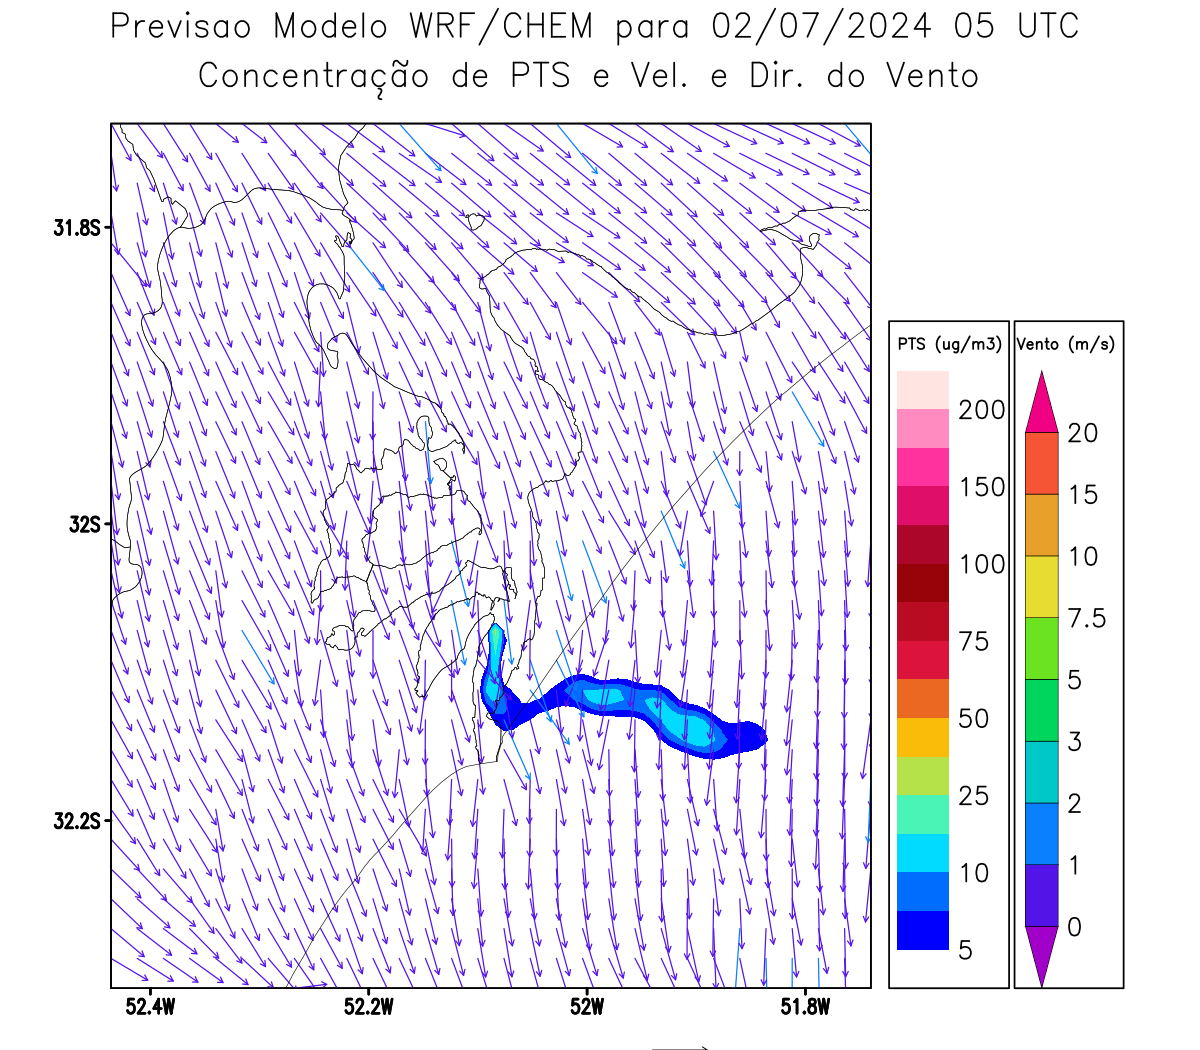 Previsao Modelo WRF/CHEM para 02/07/2024 05 UTC
Concentração de PTS e Vel. e Dir. do Vento
31.8S
32S
32.2S
52.4W 52.2W 52W 51.8W
PTS (ug/m3)
200
150
100
75
50
25
10
5
Vento (m/s)
20
15
10
7.5
5
3
2
1
0